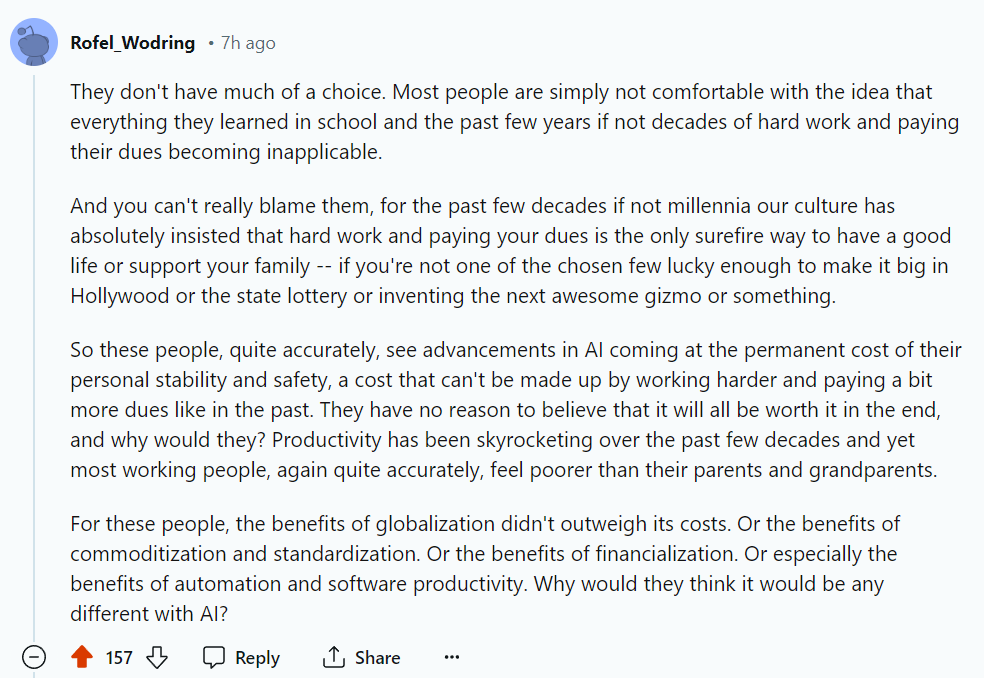 Rofel_Wodring • 7h ago
They don't have much of a choice. Most people are simply not comfortable with the idea that
everything they learned in school and the past few years if not decades of hard work and paying
their dues becoming inapplicable.
And you can't really blame them, for the past few decades if not millennia our culture has
absolutely insisted that hard work and paying your dues is the only surefire way to have a good
life or support your family -- if you're not one of the chosen few lucky enough to make it big in
Hollywood or the state lottery or inventing the next awesome gizmo or something.
So these people, quite accurately, see advancements in AI coming at the permanent cost of their
personal stability and safety, a cost that can't be made up by working harder and paying a bit
more dues like in the past. They have no reason to believe that it will all be worth it in the end,
and why would they? Productivity has been skyrocketing over the past few decades and yet
most working people, again quite accurately, feel poorer than their parents and grandparents.
For these people, the benefits of globalization didn't outweigh its costs. Or the benefits of
commoditization and standardization. Or the benefits of financialization. Or especially the
benefits of automation and software productivity. Why would they think it would be any
different with AI?
157 Reply Share ...